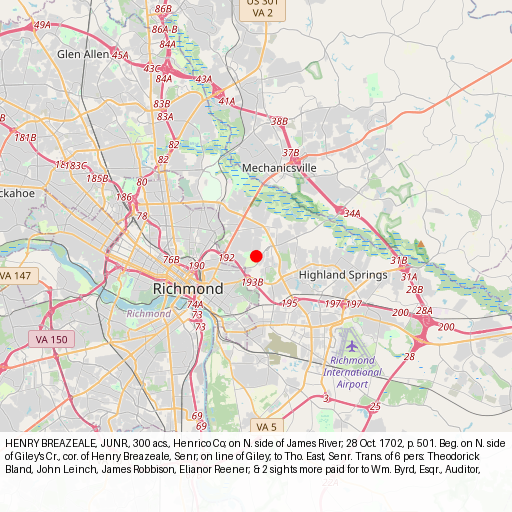 US 301
VA 2
86B
86A-B
49A
Glen Allen
84A
45A
43C
84A
43A
41A
83B
83A
38B
181B
82
37B
82
183C
185B
80
Mechanicsville
186
78
34A
76B
190
192
31B
VA 147
193B
Highland Springs
31A
Richmond
28B
195
197
197
200
28A
200
74A
73
73
Richmond
VA 150
28
Richmond
International
Airport
25
69
68
VA 5
HENRY BREAZEALE, JUNR, 300 acs., Henrico Co; on N. side of James River; 28 Oct. 1702, p. 501. Beg. on N. side
of Giley's Cr., cor. of Henry Breazeale, Senr; on line of Giley; to Tho. East, Senr. Trans. of 6 pers: Theodorick
Bland, John Leinch, James Robbison, Elianor Reener; & 2 sights more paid for to Wm. Byrd, Esqr., Auditor,